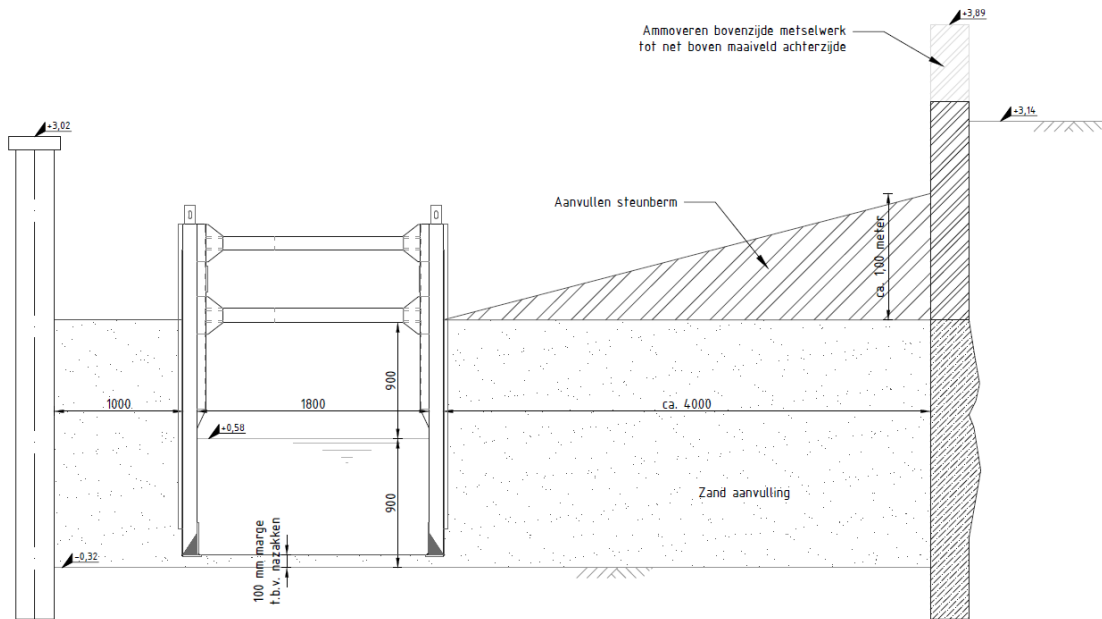 +3,89
Ammoveren bovenzijde metselwerk
tot net boven maaiveld achterzijde
+3,14
+3,02
Aanvullen steunberm
ca. 1,00 meter
900
1000
1800
ca. 4000
+0,58
900
Zand aanvulling
100 mm marge
t.b.v. nazakken
-0,32